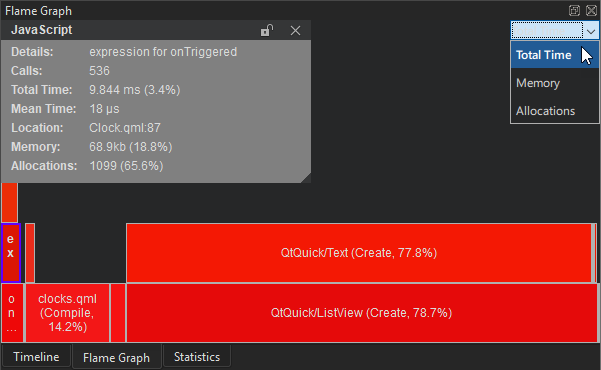 Flame Graph
JavaScript
Details: expression for onTriggered
Calls: 536
Total Time: 9.844 ms (3.4%)
Mean Time: 18 μs
Location: Clock.qml:87
Memory: 68.9kb (18.8%)
Allocations: 1099 (65.6%)
Total Time
Memory
Allocations
e
x
QtQuick/Text (Create, 77.8%)
o
n
...
clocks.qml
(Compile,
14.2%)
QtQuick/ListView (Create, 78.7%)
Timeline
Flame Graph
Statistics